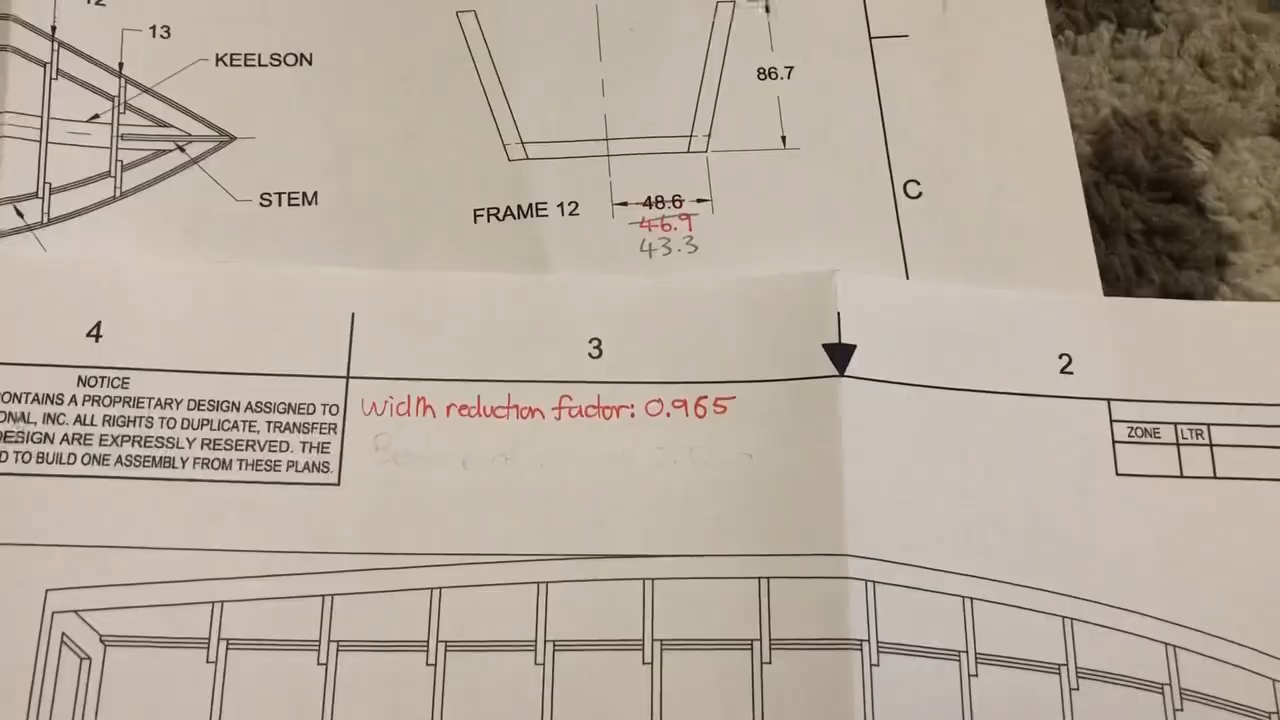 12
13
KEELSON
STEM
86.7
FRAME 12
48.6
46.9
43.3
C
4
3
2
NOTICE
CONTAINS A PROPRIETARY DESIGN ASSIGNED TO
ONAL, INC. ALL RIGHTS TO DUPLICATE, TRANSFER
DESIGN ARE EXPRESSLY RESERVED. THE
D TO BUILD ONE ASSEMBLY FROM THESE PLANS.
Width reduction factor: 0.965
ZONE LTR